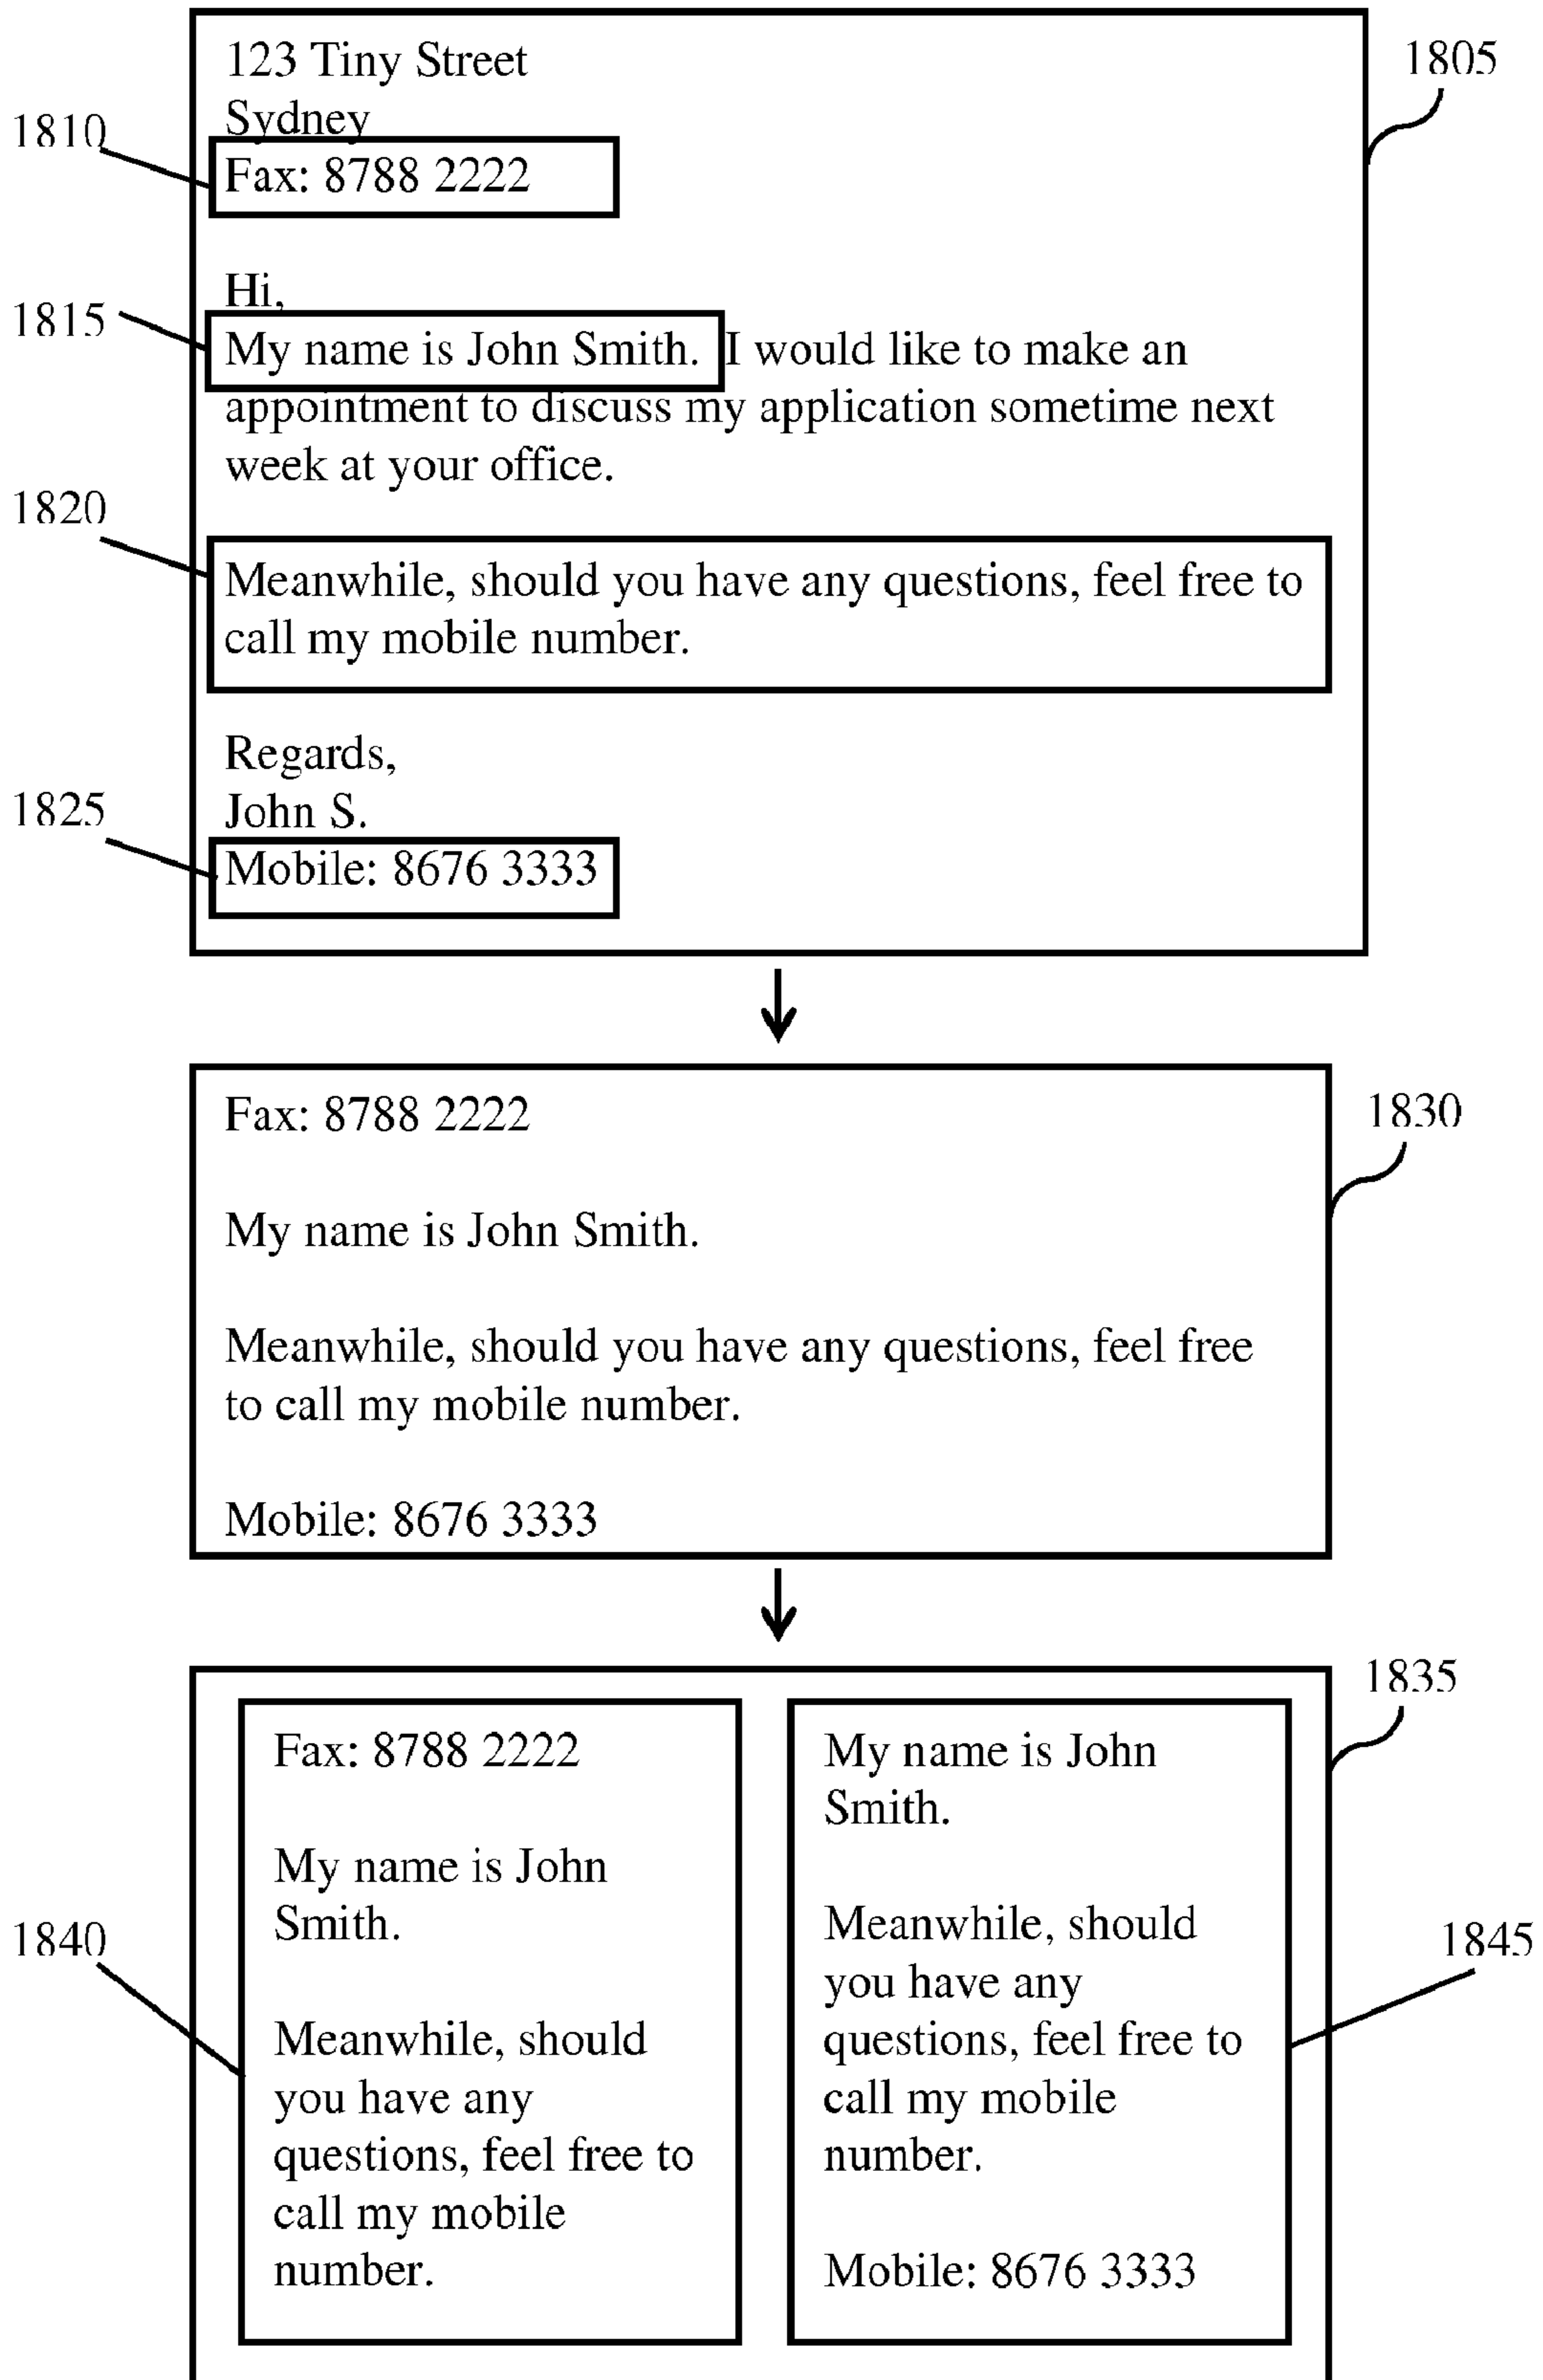 1805
123 Tiny Street
Sydney
1810
Fax: 8788 2222
Hi,
1815
My name is John Smith. I would like to make an
appointment to discuss my application sometime next
week at your office.
1820
Meanwhile, should you have any questions, feel free to
call my mobile number.
Regards,
John S.
1825
Mobile: 8676 3333
1830
Fax: 8788 2222
My name is John Smith.
Meanwhile, should you have any questions, feel free
to call my mobile number.
Mobile: 8676 3333
1835
1840
Fax: 8788 2222
My name is John
Smith.
Meanwhile, should
you have any
questions, feel free to
call my mobile
number.
1845
My name is John
Smith.
Meanwhile, should
you have any
questions, feel free to
call my mobile
number.
Mobile: 8676 3333